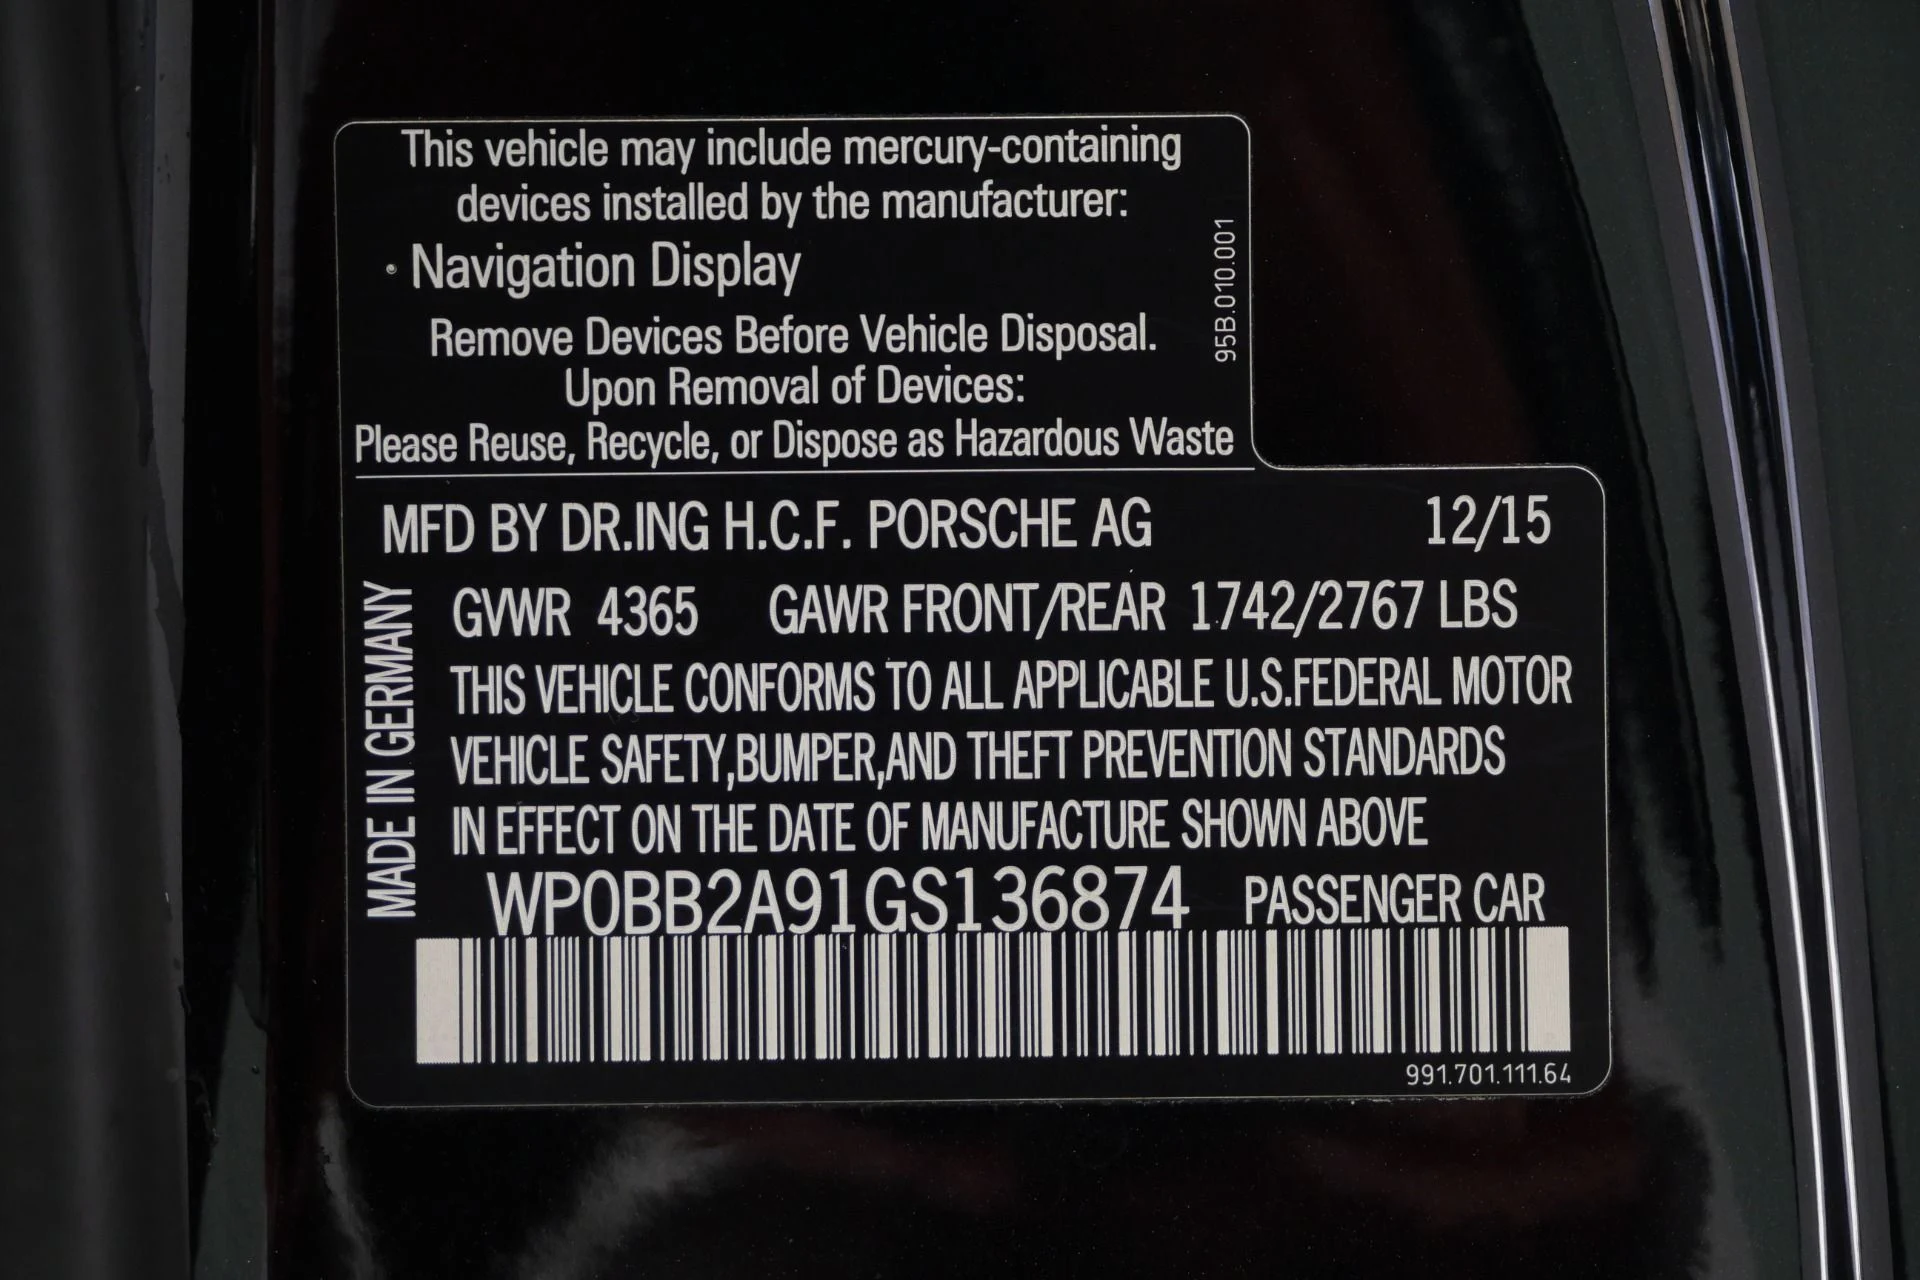 This vehicle may include mercury-containing
devices installed by the manufacturer:
· Navigation Display
Remove Devices Before Vehicle Disposal.
Upon Removal of Devices:
Please Reuse, Recycle, or Dispose as Hazardous Waste
95B.010.001
MFD BY DR.ING H.C.F. PORSCHE AG 12/15
MADE IN GERMANY
GVWR 4365 GAWR FRONT/REAR 1742/2767 LBS
THIS VEHICLE CONFORMS TO ALL APPLICABLE U.S.FEDERAL MOTOR
VEHICLE SAFETY,BUMPER,AND THEFT PREVENTION STANDARDS
IN EFFECT ON THE DATE OF MANUFACTURE SHOWN ABOVE
WP0BB2A91GS136874 PASSENGER CAR
991.701.111.64